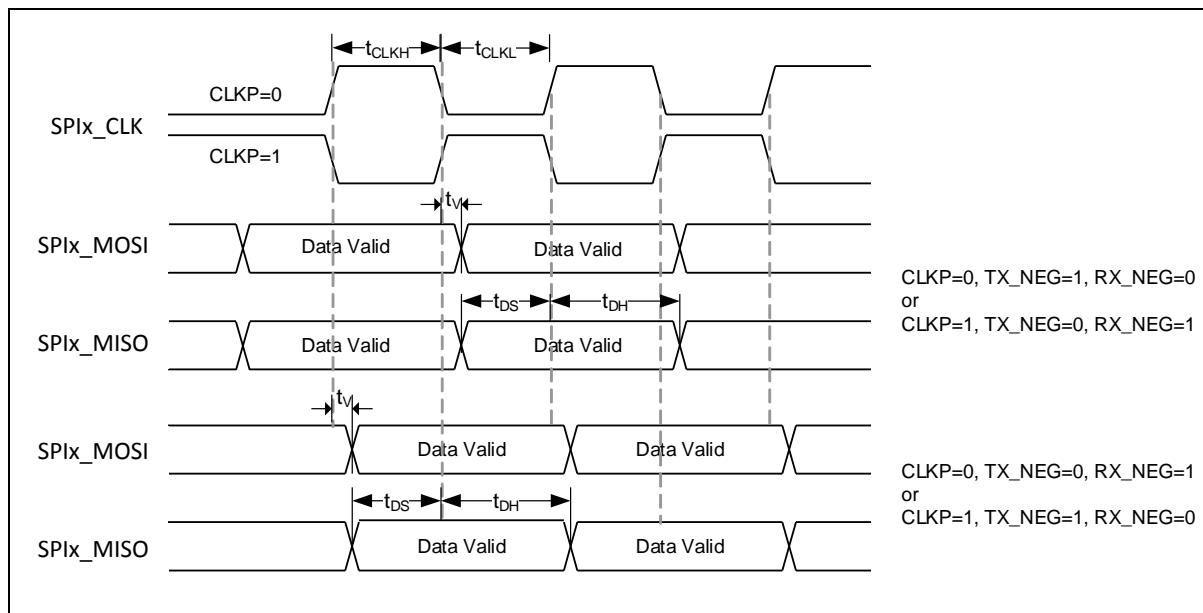 tCLKH tCLKL
CLKP=0
SPIx_CLK
CLKP=1
tV
SPIx_MOSI Data Valid Data Valid
tDS tDH
CLKP=0, TX_NEG=1, RX_NEG=0
or
CLKP=1, TX_NEG=0, RX_NEG=1
SPIx_MISO Data Valid Data Valid
tV
SPIx_MOSI Data Valid Data Valid
CLKP=0, TX_NEG=0, RX_NEG=1
or
CLKP=1, TX_NEG=1, RX_NEG=0
tDS tDH
SPIx_MISO Data Valid Data Valid